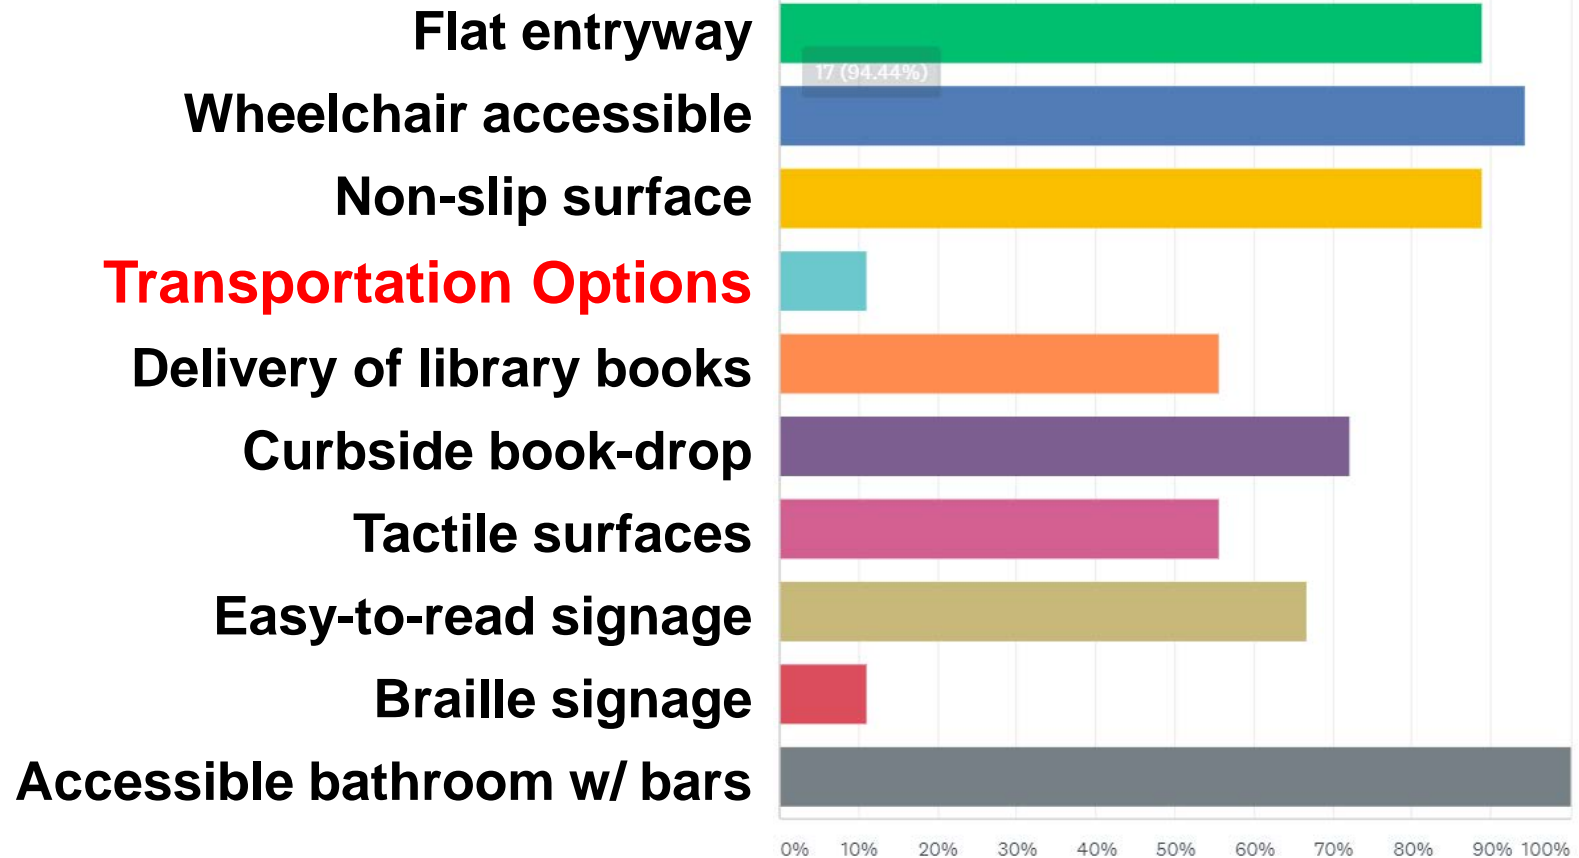 Flat entryway
17 (94.44%)
Wheelchair accessible
Non-slip surface
Transportation Options
Delivery of library books
Curbside book-drop
Tactile surfaces
Easy-to-read signage
Braille signage
Accessible bathroom w/ bars
0% 10% 20% 30% 40% 50% 60% 70% 80% 90% 100%